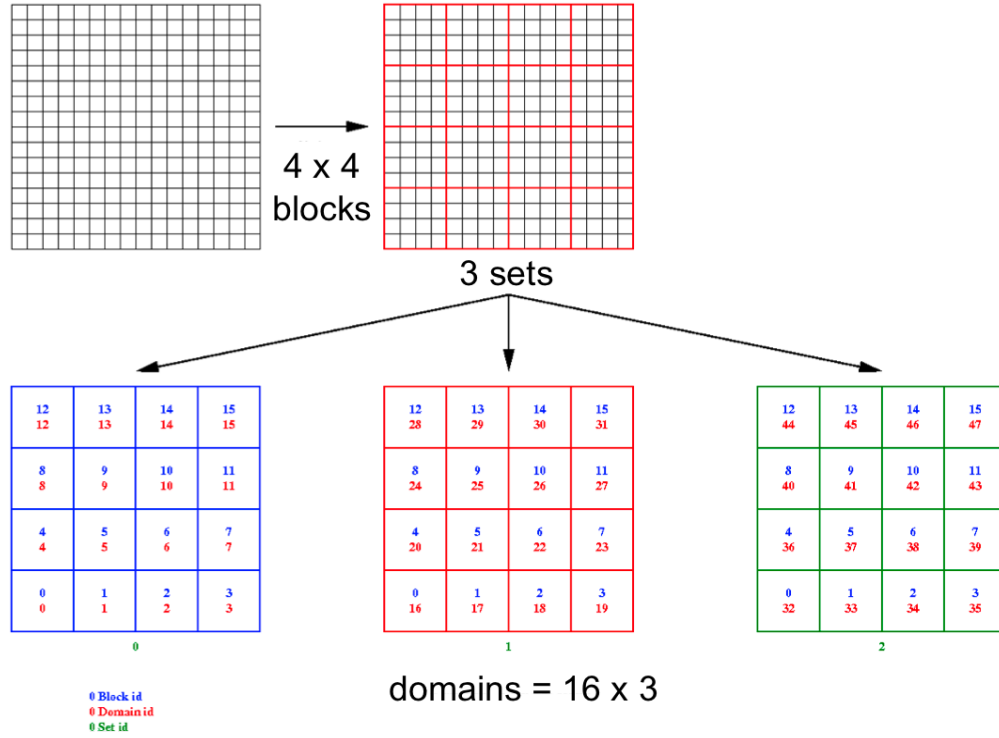 4 x 4
blocks
3 sets
12 13 14 15
12 13 14 15
8 9 10 11
8 9 10 11
4 5 6 7
4 5 6 7
0 1 2 3
0 1 2 3
0
12 13 14 15
28 29 30 31
8 9 10 11
24 25 26 27
4 5 6 7
20 21 22 23
0 1 2 3
16 17 18 19
1
12 13 14 15
44 45 46 47
8 9 10 11
40 41 42 43
4 5 6 7
36 37 38 39
0 1 2 3
32 33 34 35
2
domains = 16 x 3
0 Block id
0 Domain id
0 Set id